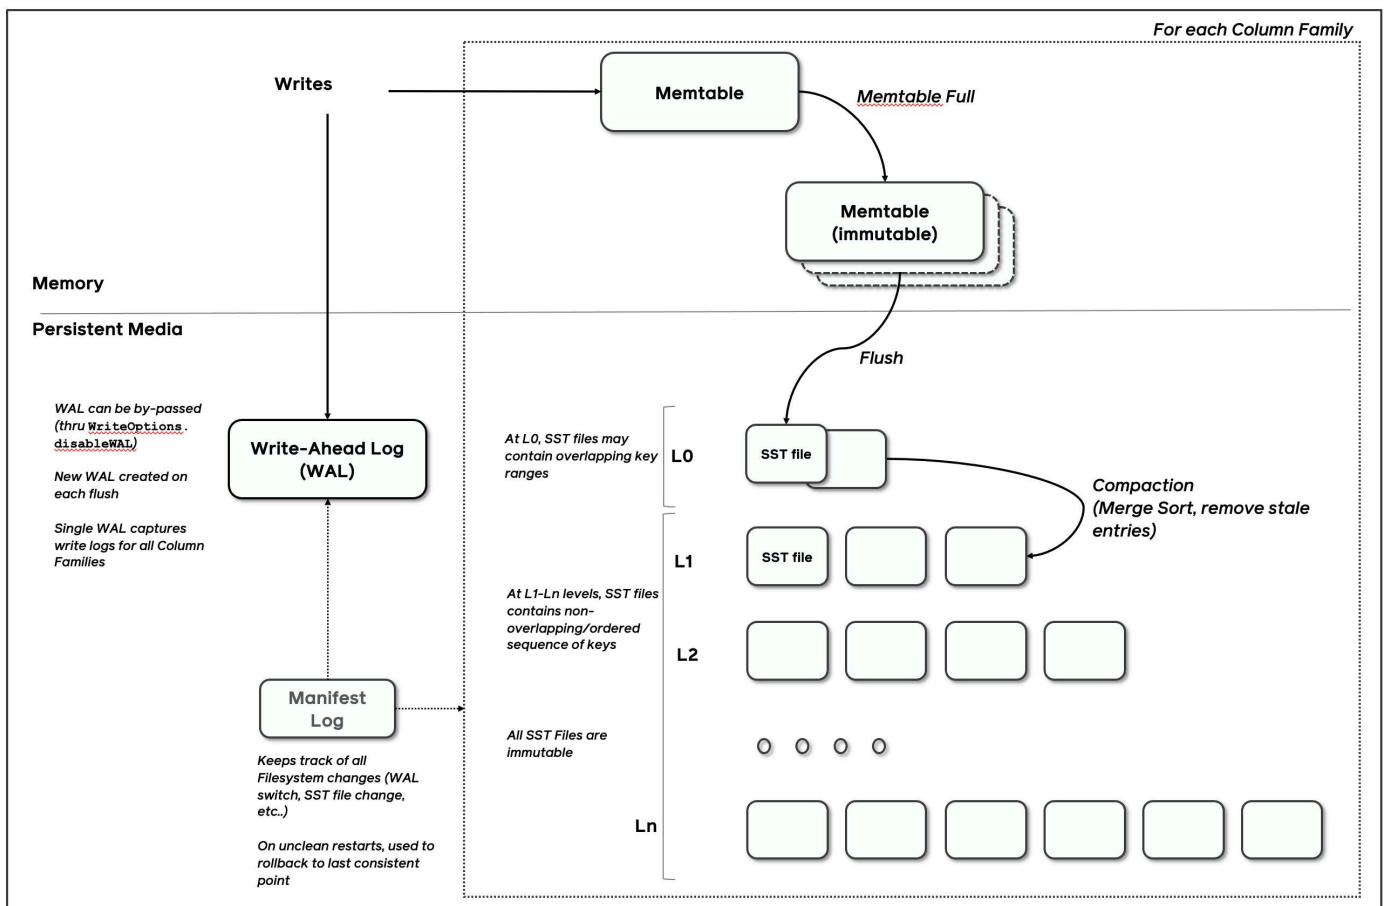 For each Column Family
Writes
Memtable
Memtable Full
Memtable
(immutable)
Memory
Persistent Media
Flush
WAL can be by-passed
(thru WriteOptions.
disableWAL)
New WAL created on
each flush
Single WAL captures
write logs for all Column
Families
Write-Ahead Log
(WAL)
At L0, SST files may
contain overlapping key
ranges
L0
SST file
Compaction
(Merge Sort, remove stale
entries)
L1
SST file
At L1-Ln levels, SST files
contains non-
overlapping/ordered
sequence of keys
L2
Manifest
Log
All SST Files are
immutable
Keeps track of all
Filesystem changes (WAL
switch, SST file change,
etc..)
Ln
On unclean restarts, used to
rollback to last consistent
point